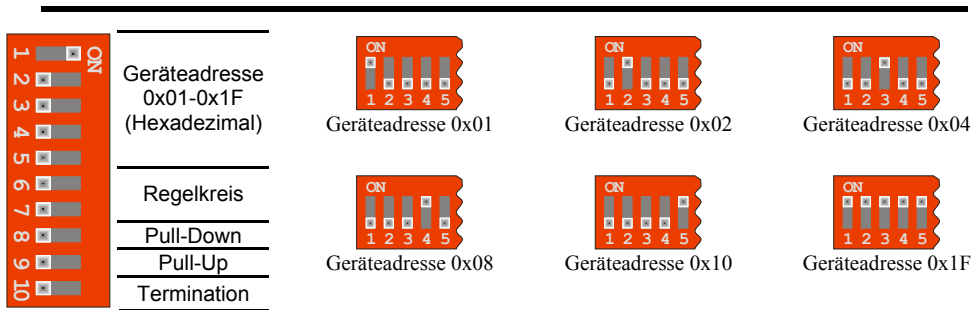 ON
1
2
3
4
5
6
7
8
9
10
Geräteadresse
0x01-0x1F
(Hexadezimal)
Regelkreis
Pull-Down
Pull-Up
Termination
ON
1 2 3 4 5
Geräteadresse 0x01
ON
1 2 3 4 5
Geräteadresse 0x02
ON
1 2 3 4 5
Geräteadresse 0x04
ON
1 2 3 4 5
Geräteadresse 0x08
ON
1 2 3 4 5
Geräteadresse 0x10
ON
1 2 3 4 5
Geräteadresse 0x1F